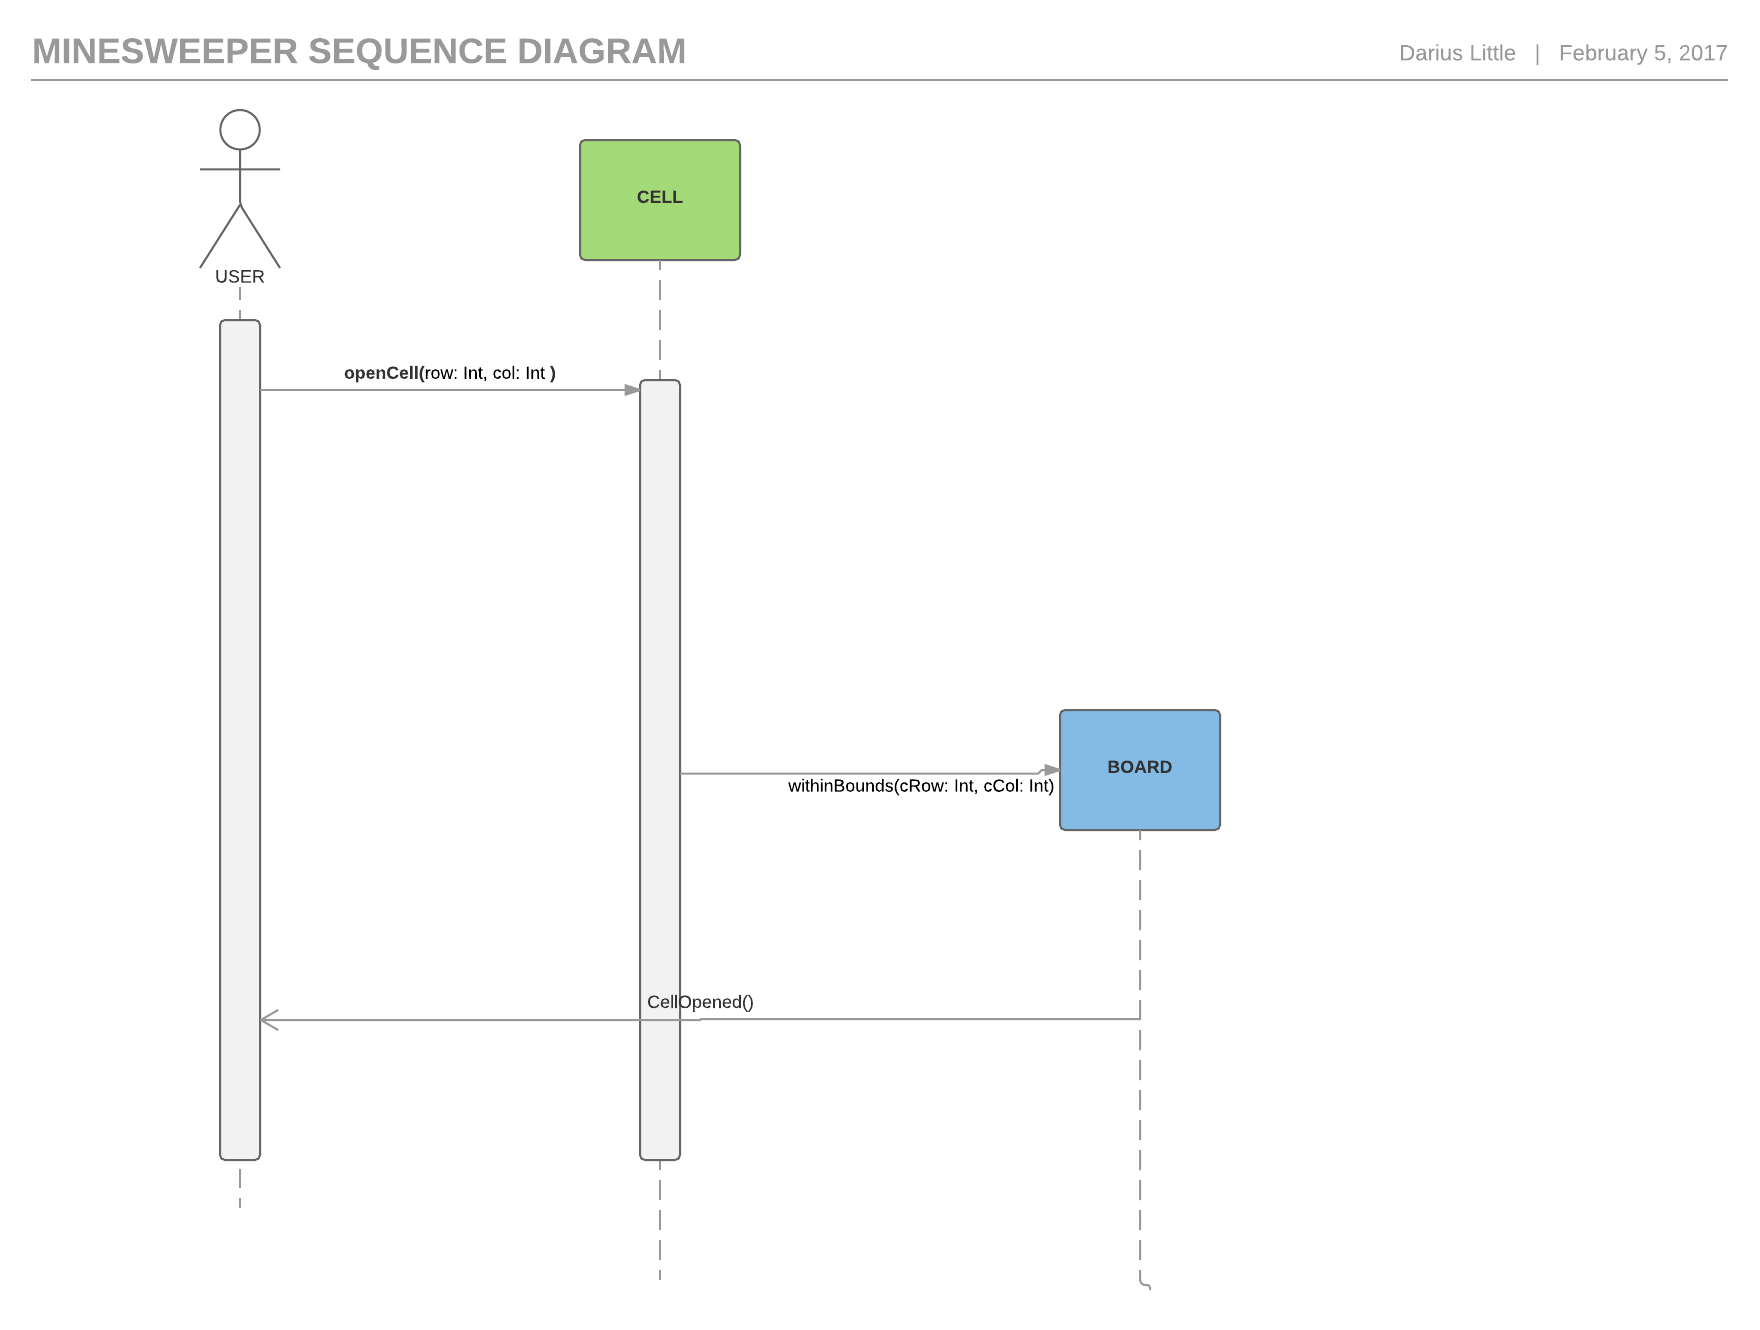 MINESWEEPER SEQUENCE DIAGRAM
Darius Little | February 5, 2017
CELL
USER
openCell(row: Int, col: Int )
BOARD
withinBounds(cRow: Int, cCol: Int)
CellOpened()